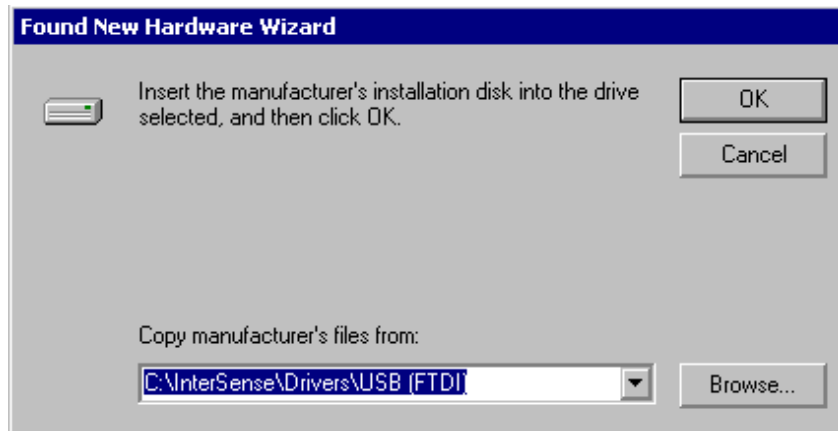 Found New Hardware Wizard
Insert the manufacturer's installation disk into the drive
selected, and then click OK.
OK
Cancel
Copy manufacturer's files from:
C:\InterSense\Drivers\USB (FTDI)
Browse...